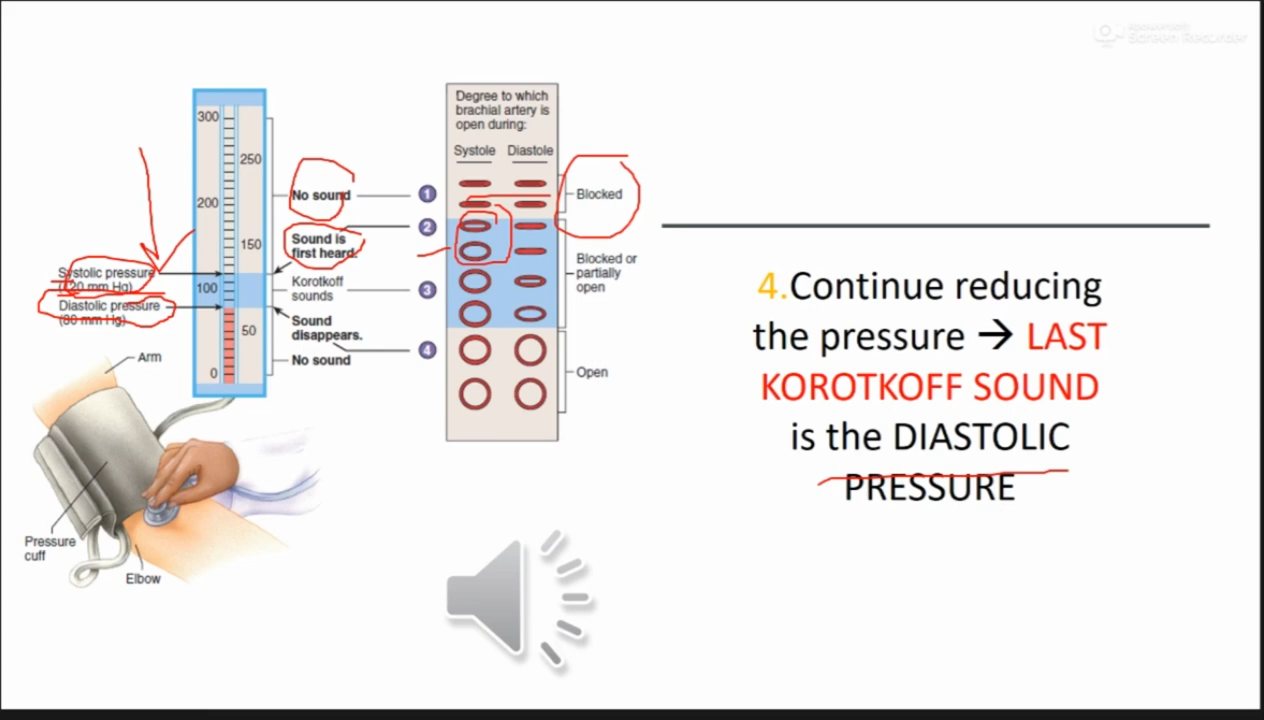 Apowersoft
Screen Recorder
300
250
200
150
100
50
0
Systolic pressure
(120 mm Hg)
Diastolic pressure
(80 mm Hg)
No sound
Sound is
first heard.
Korotkoff
sounds
Sound
disappears.
No sound
1
2
3
4
Degree to which
brachial artery is
open during:
Systole Diastole
Blocked
Blocked or
partially
open
Open
Arm
Pressure
cuff
Elbow
4.Continue reducing
the pressure → LAST
KOROTKOFF SOUND
is the DIASTOLIC
PRESSURE